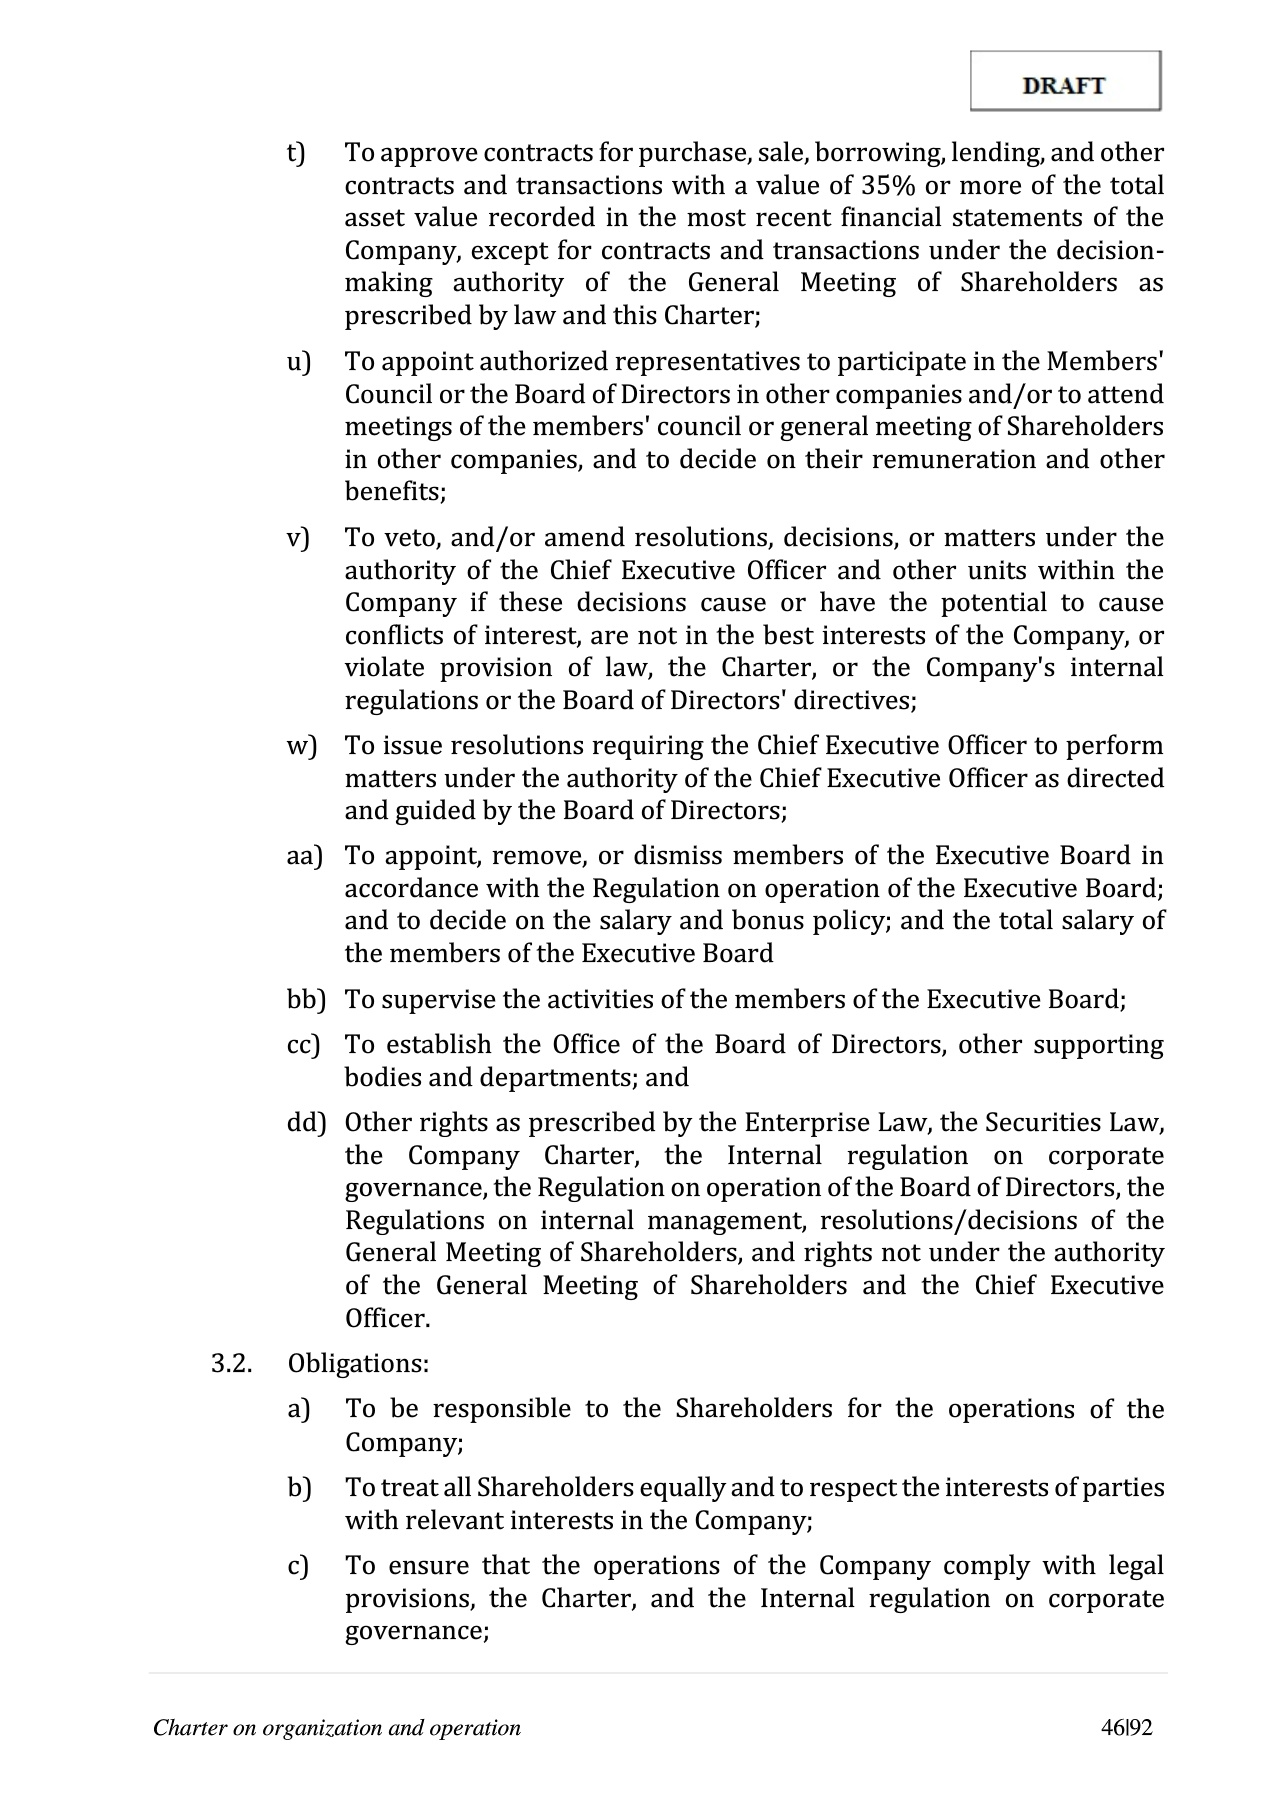 DRAFT
t) To approve contracts for purchase, sale, borrowing, lending, and other
contracts and transactions with a value of 35% or more of the total
asset value recorded in the most recent financial statements of the
Company, except for contracts and transactions under the decision-
making authority of the General Meeting of Shareholders as
prescribed by law and this Charter;
u) To appoint authorized representatives to participate in the Members'
Council or the Board of Directors in other companies and/or to attend
meetings of the members' council or general meeting of Shareholders
in other companies, and to decide on their remuneration and other
benefits;
v) To veto, and/or amend resolutions, decisions, or matters under the
authority of the Chief Executive Officer and other units within the
Company if these decisions cause or have the potential to cause
conflicts of interest, are not in the best interests of the Company, or
violate provision of law, the Charter, or the Company's internal
regulations or the Board of Directors' directives;
w) To issue resolutions requiring the Chief Executive Officer to perform
matters under the authority of the Chief Executive Officer as directed
and guided by the Board of Directors;
aa) To appoint, remove, or dismiss members of the Executive Board in
accordance with the Regulation on operation of the Executive Board;
and to decide on the salary and bonus policy; and the total salary of
the members of the Executive Board
bb) To supervise the activities of the members of the Executive Board;
cc) To establish the Office of the Board of Directors, other supporting
bodies and departments; and
dd) Other rights as prescribed by the Enterprise Law, the Securities Law,
the Company Charter, the Internal regulation on corporate
governance, the Regulation on operation of the Board of Directors, the
Regulations on internal management, resolutions/decisions of the
General Meeting of Shareholders, and rights not under the authority
of the General Meeting of Shareholders and the Chief Executive
Officer.
3.2. Obligations:
a) To be responsible to the Shareholders for the operations of the
Company;
b) To treat all Shareholders equally and to respect the interests of parties
with relevant interests in the Company;
c) To ensure that the operations of the Company comply with legal
provisions, the Charter, and the Internal regulation on corporate
governance;
Charter on organization and operation 46|92